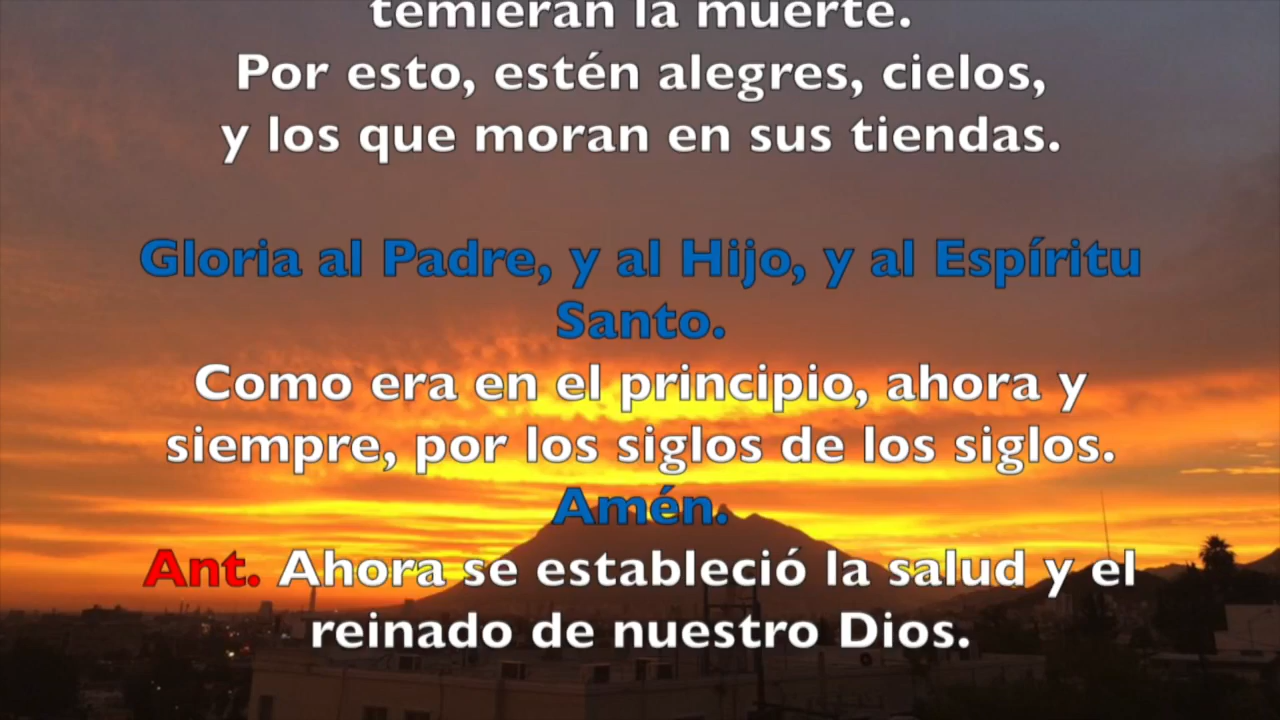 temieran la muerte.
Por esto, estén alegres, cielos,
y los que moran en sus tiendas.
Gloria al Padre, y al Hijo, y al Espíritu
Santo.
Como era en el principio, ahora y
siempre, por los siglos de los siglos.
Amén.
Ant. Ahora se estableció la salud y el
reinado de nuestro Dios.